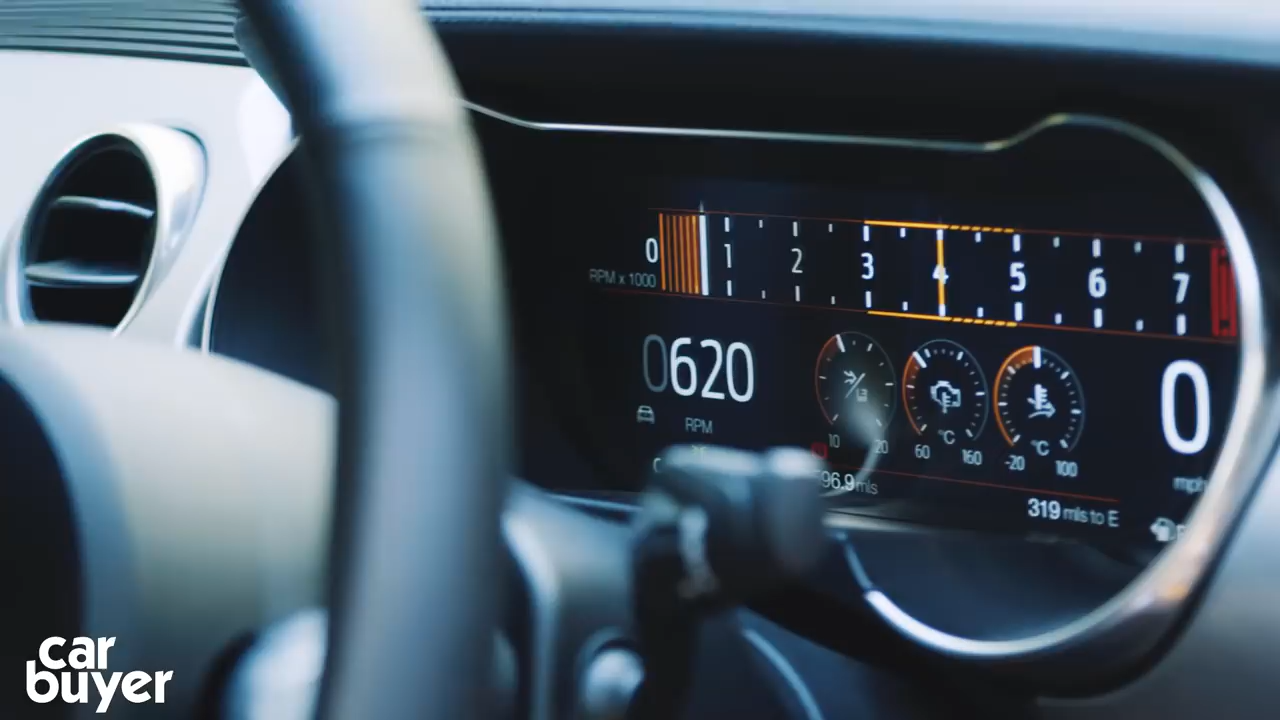 0 1 2 3 4 5 6 7
RPM x 1000
0620
RPM
0
10 20
60 °C 160
-20 °C 100
mph
96.9 mls
319 mls to E
car
buyer